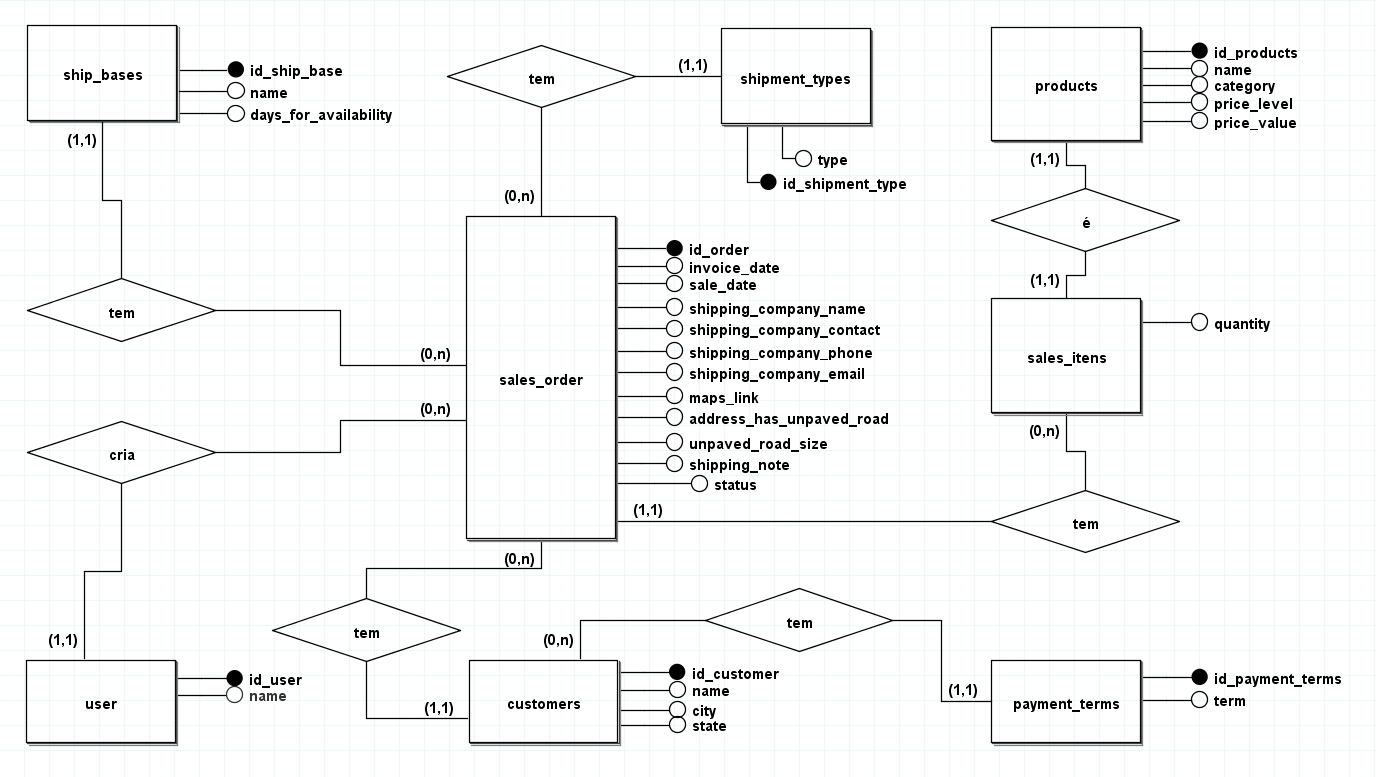 ship_bases
id_ship_base
name
days_for_availability
(1,1)
tem
(0,n)
tem
(1,1)
(0,n)
shipment_types
type
id_shipment_type
products
id_products
name
category
price_level
price_value
(1,1)
é
(1,1)
sales_itens
quantity
(0,n)
tem
(1,1)
sales_order
id_order
invoice_date
sale_date
shipping_company_name
shipping_company_contact
shipping_company_phone
shipping_company_email
maps_link
address_has_unpaved_road
unpaved_road_size
shipping_note
status
(0,n)
cria
(1,1)
user
id_user
name
(0,n)
tem
(1,1)
customers
id_customer
name
city
state
(0,n)
tem
(1,1)
payment_terms
id_payment_terms
term